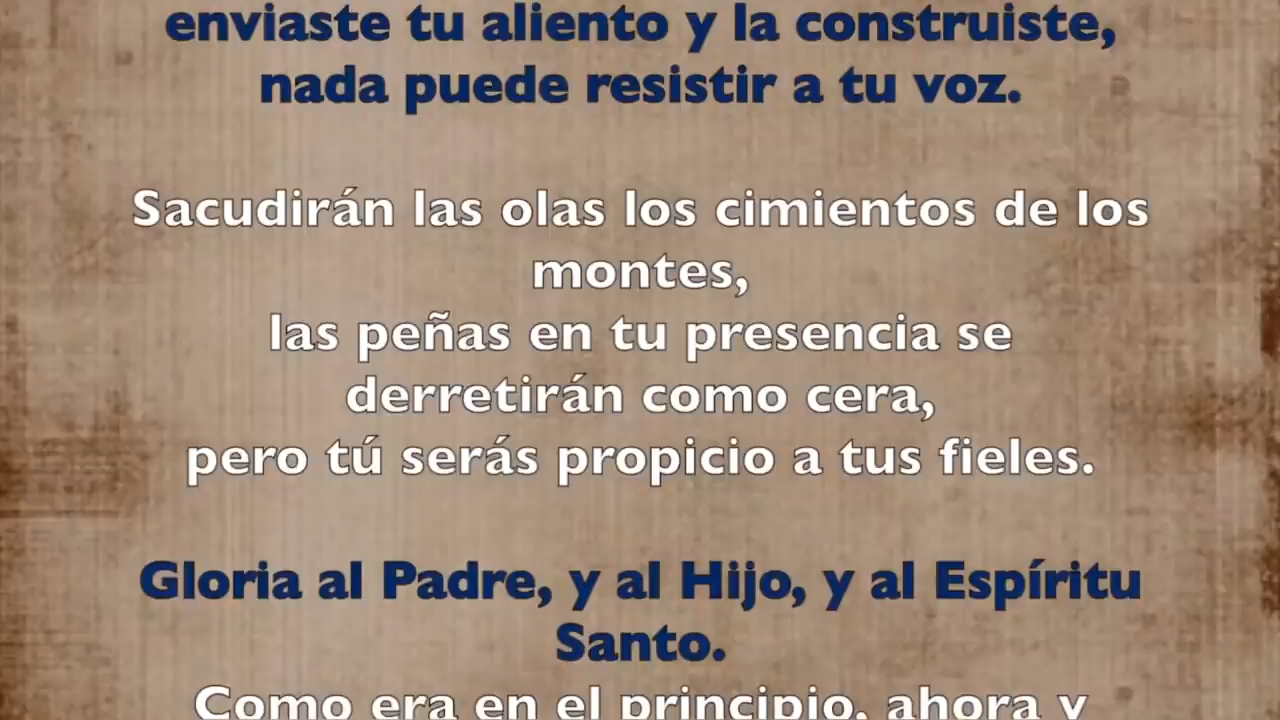 enviaste tu aliento y la construiste,
nada puede resistir a tu voz.
Sacudirán las olas los cimientos de los
montes,
las peñas en tu presencia se
derretirán como cera,
pero tú serás propicio a tus fieles.
Gloria al Padre, y al Hijo, y al Espíritu
Santo.
Como era en el principio, ahora y